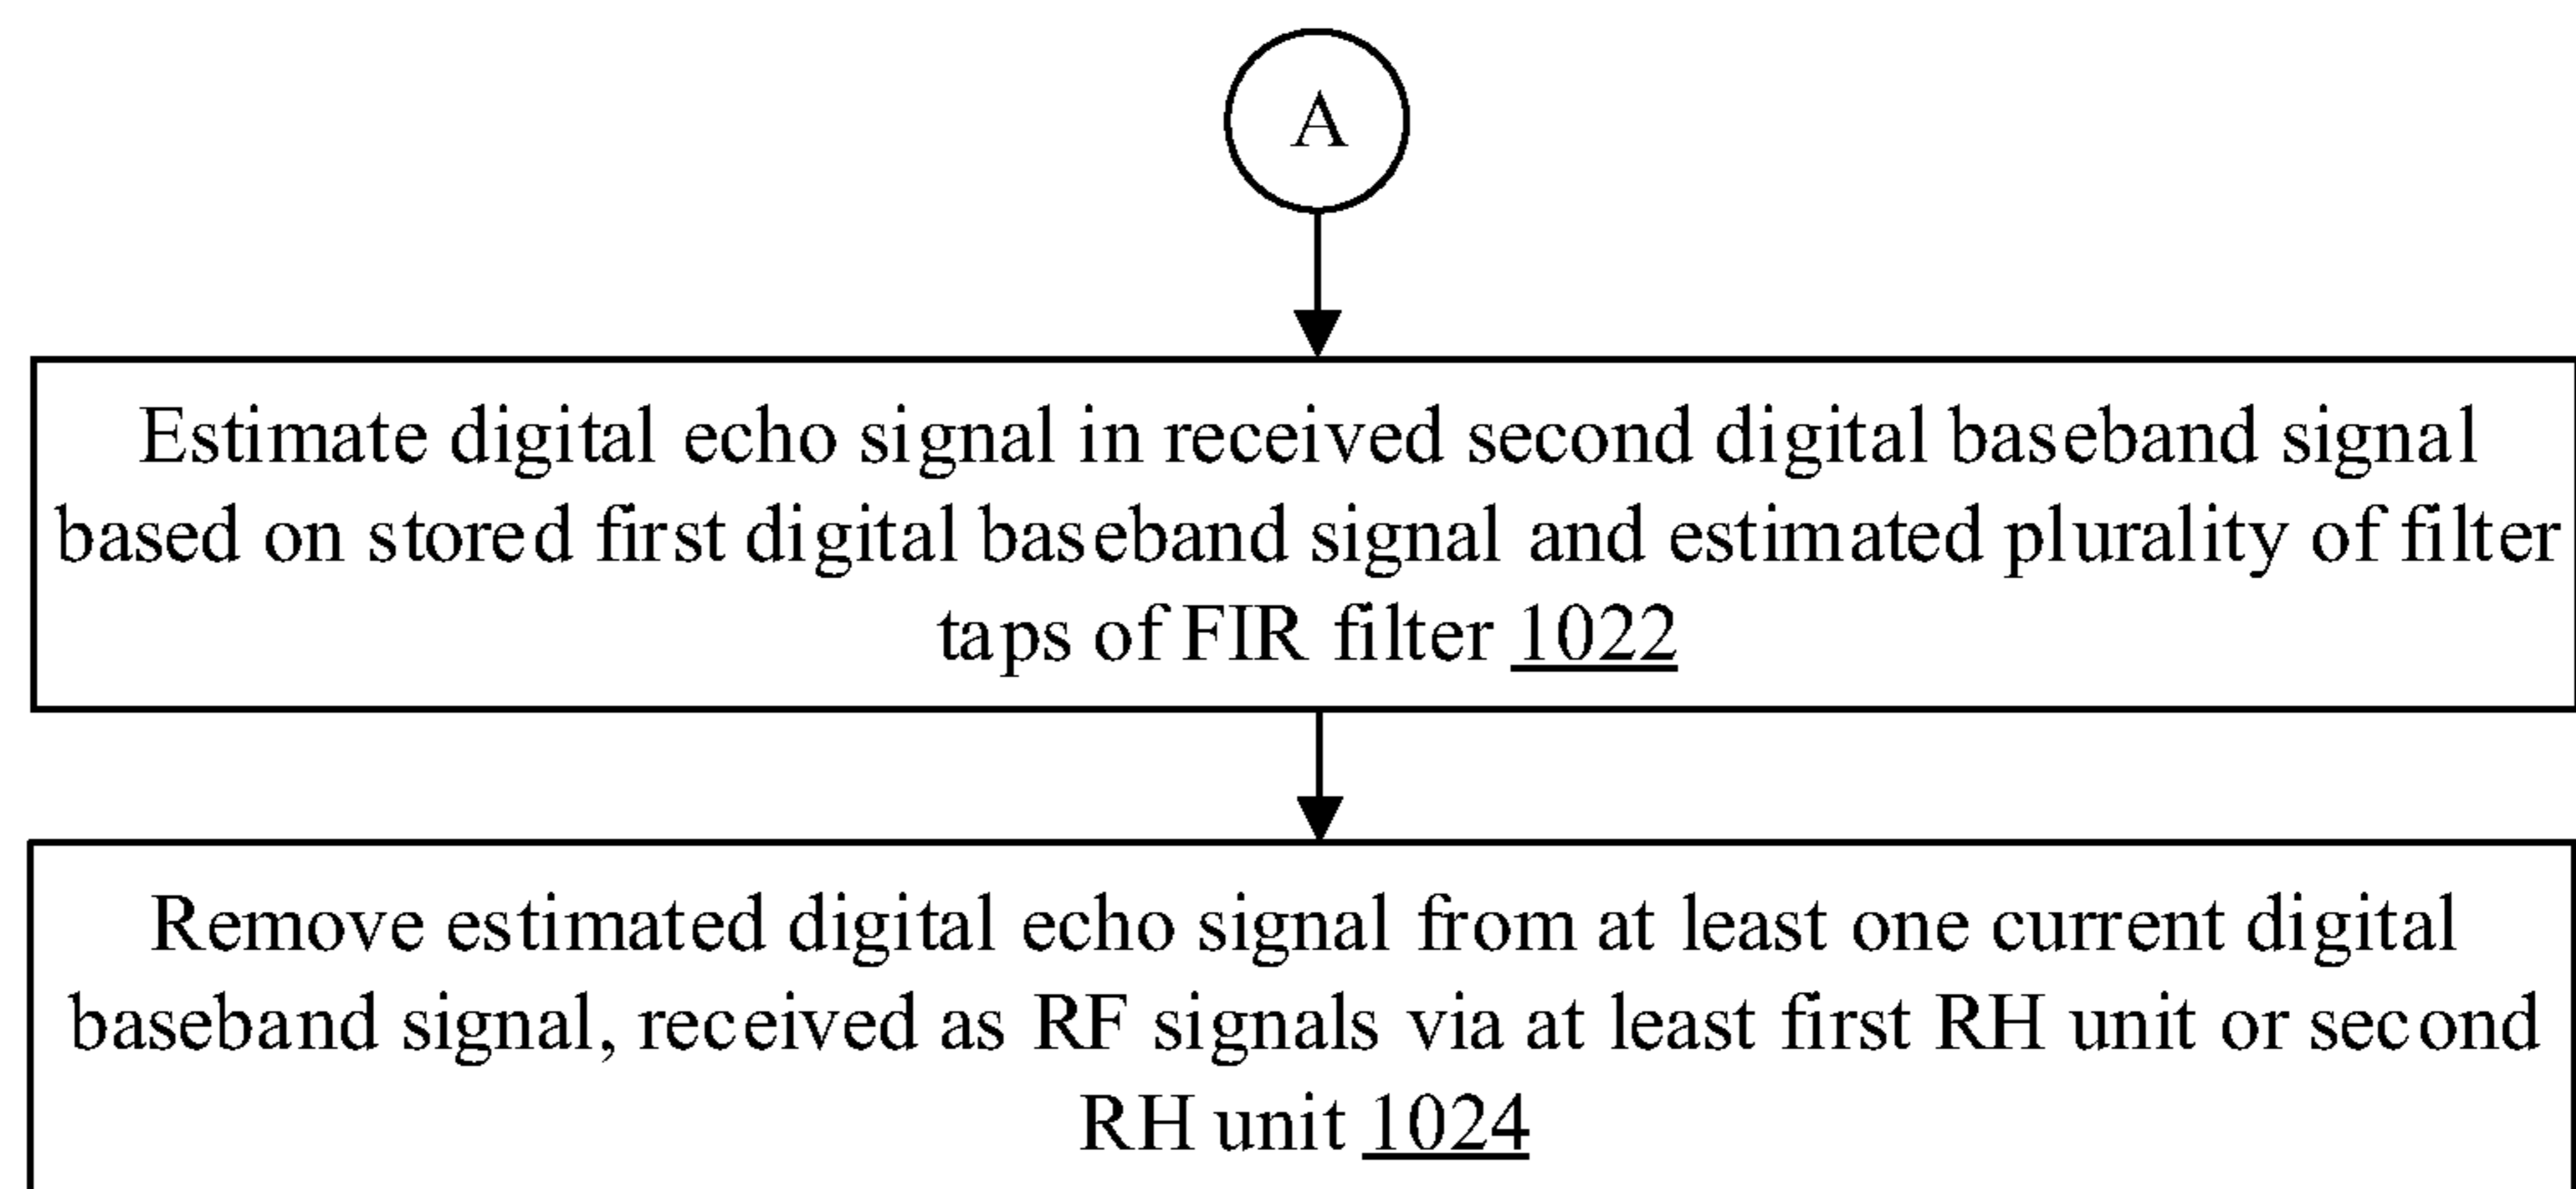 A
Estimate digital echo signal in received second digital baseband signal
based on stored first digital baseband signal and estimated plurality of filter
taps of FIR filter 1022
Remove estimated digital echo signal from at least one current digital
baseband signal, received as RF signals via at least first RH unit or second
RH unit 1024